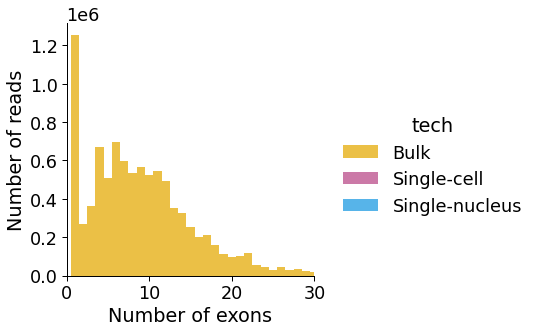 1e6
1.2
1.0
0.8
0.6
0.4
0.2
0.0
Number of reads
0 10 20 30
Number of exons
tech
Bulk
Single-cell
Single-nucleus